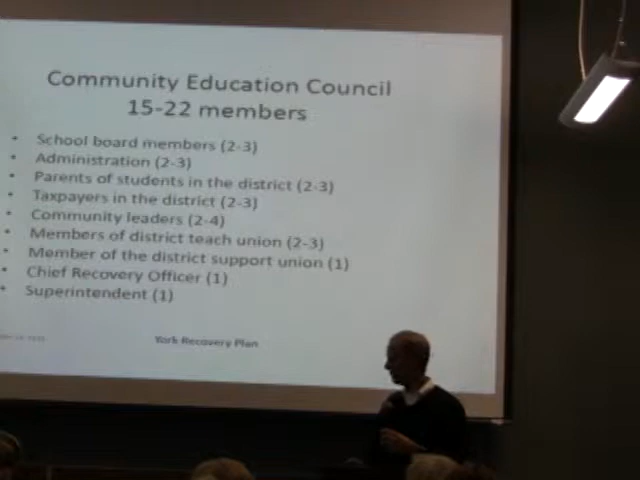 Community Education Council
15-22 members
• School board members (2-3)
• Administration (2-3)
• Parents of students in the district (2-3)
• Taxpayers in the district (2-3)
• Community leaders (2-4)
• Members of district teach union (2-3)
• Member of the district support union (1)
• Chief Recovery Officer (1)
• Superintendent (1)
York Recovery Plan